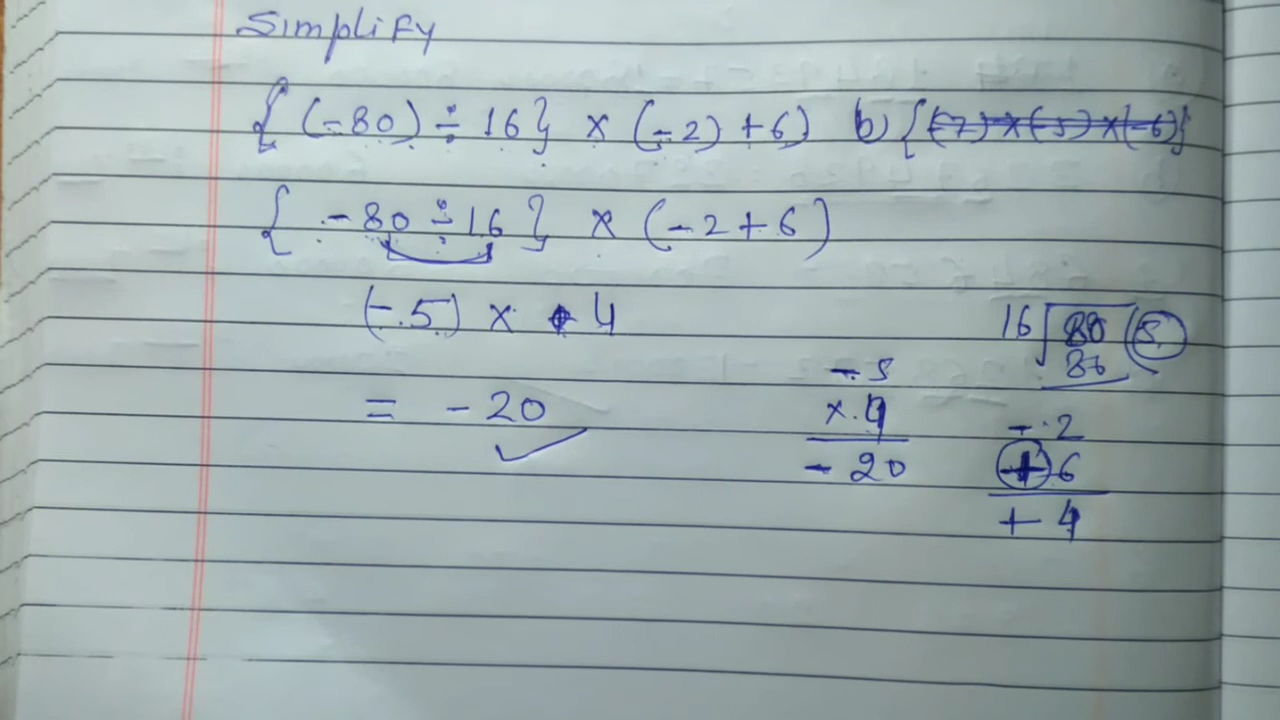 Simplify
{(-80) ÷ 16} × (-2) + 6) b) {(-7) × (-5) × (-6)}
{ -80 ÷ 16 } × (-2 + 6)
(-5) × 4
= -20
16 80 (5
80
-5
× 4
-20
-2
+ 6
+ 4